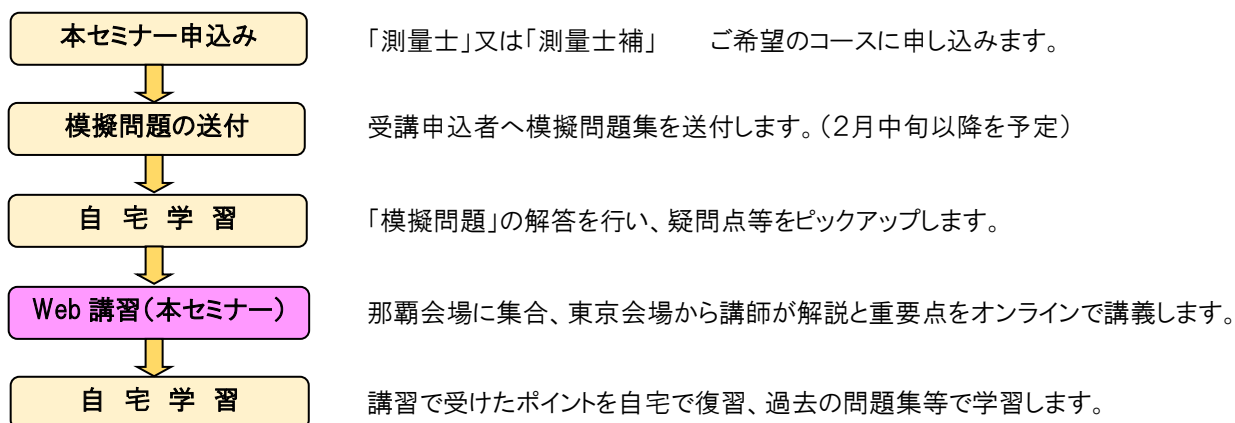 本セミナー申込み 「測量士」又は「測量士補」　　ご希望のコースに申し込みます。
模擬問題の送付 受講申込者へ模擬問題集を送付します。（２月中旬以降を予定）
自　宅　学　習 「模擬問題」の解答を行い、疑問点等をピックアップします。
Web 講習（本セミナー） 那覇会場に集合、東京会場から講師が解説と重要点をオンラインで講義します。
自　宅　学　習 講習で受けたポイントを自宅で復習、過去の問題集等で学習します。